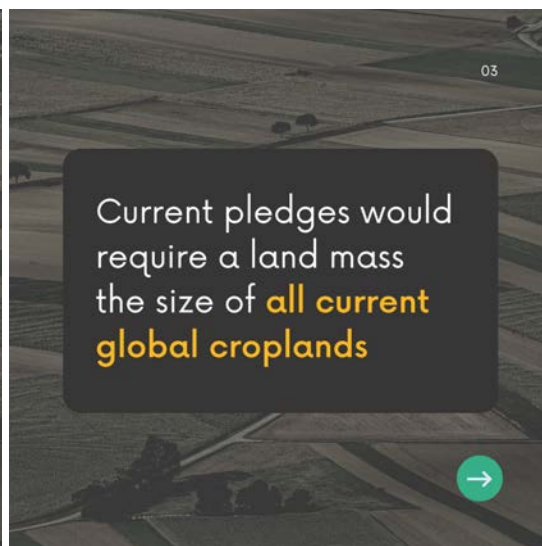 03
Current pledges would
require a land mass
the size of all current
global croplands